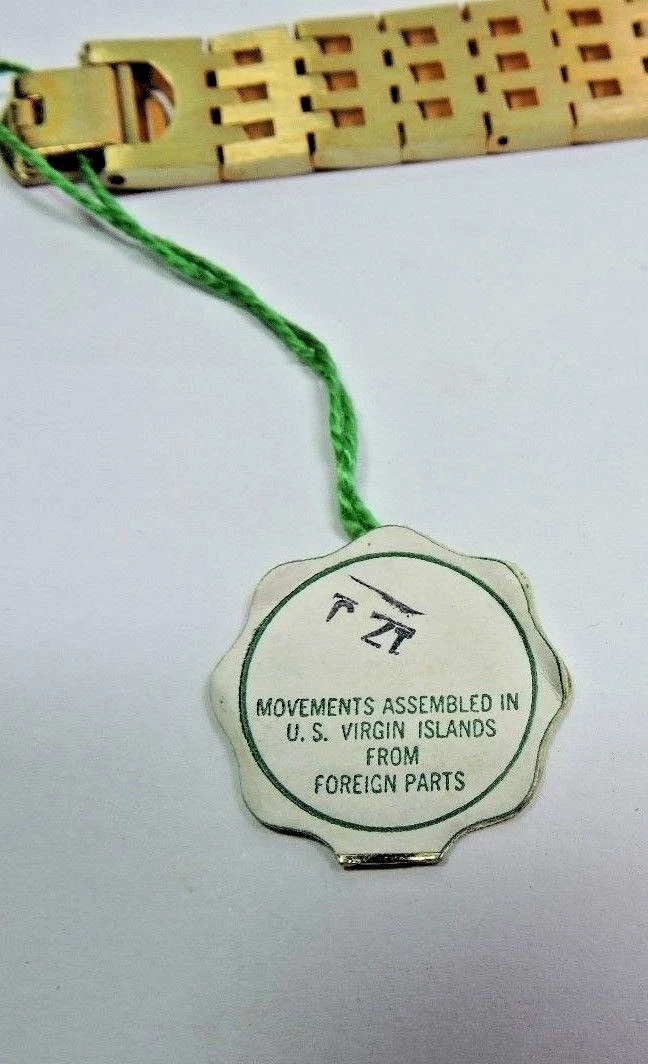 MOVEMENTS ASSEMBLED IN
U. S. VIRGIN ISLANDS
FROM
FOREIGN PARTS